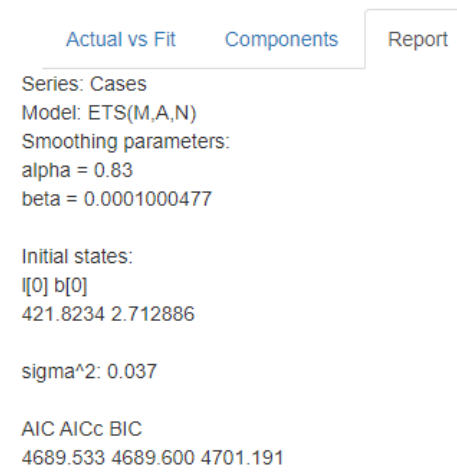 Actual vs Fit Components Report
Series: Cases
Model: ETS(M,A,N)
Smoothing parameters:
alpha = 0.83
beta = 0.0001000477
Initial states:
l[0] b[0]
421.8234 2.712886
sigma^2: 0.037
AIC AICc BIC
4689.533 4689.600 4701.191